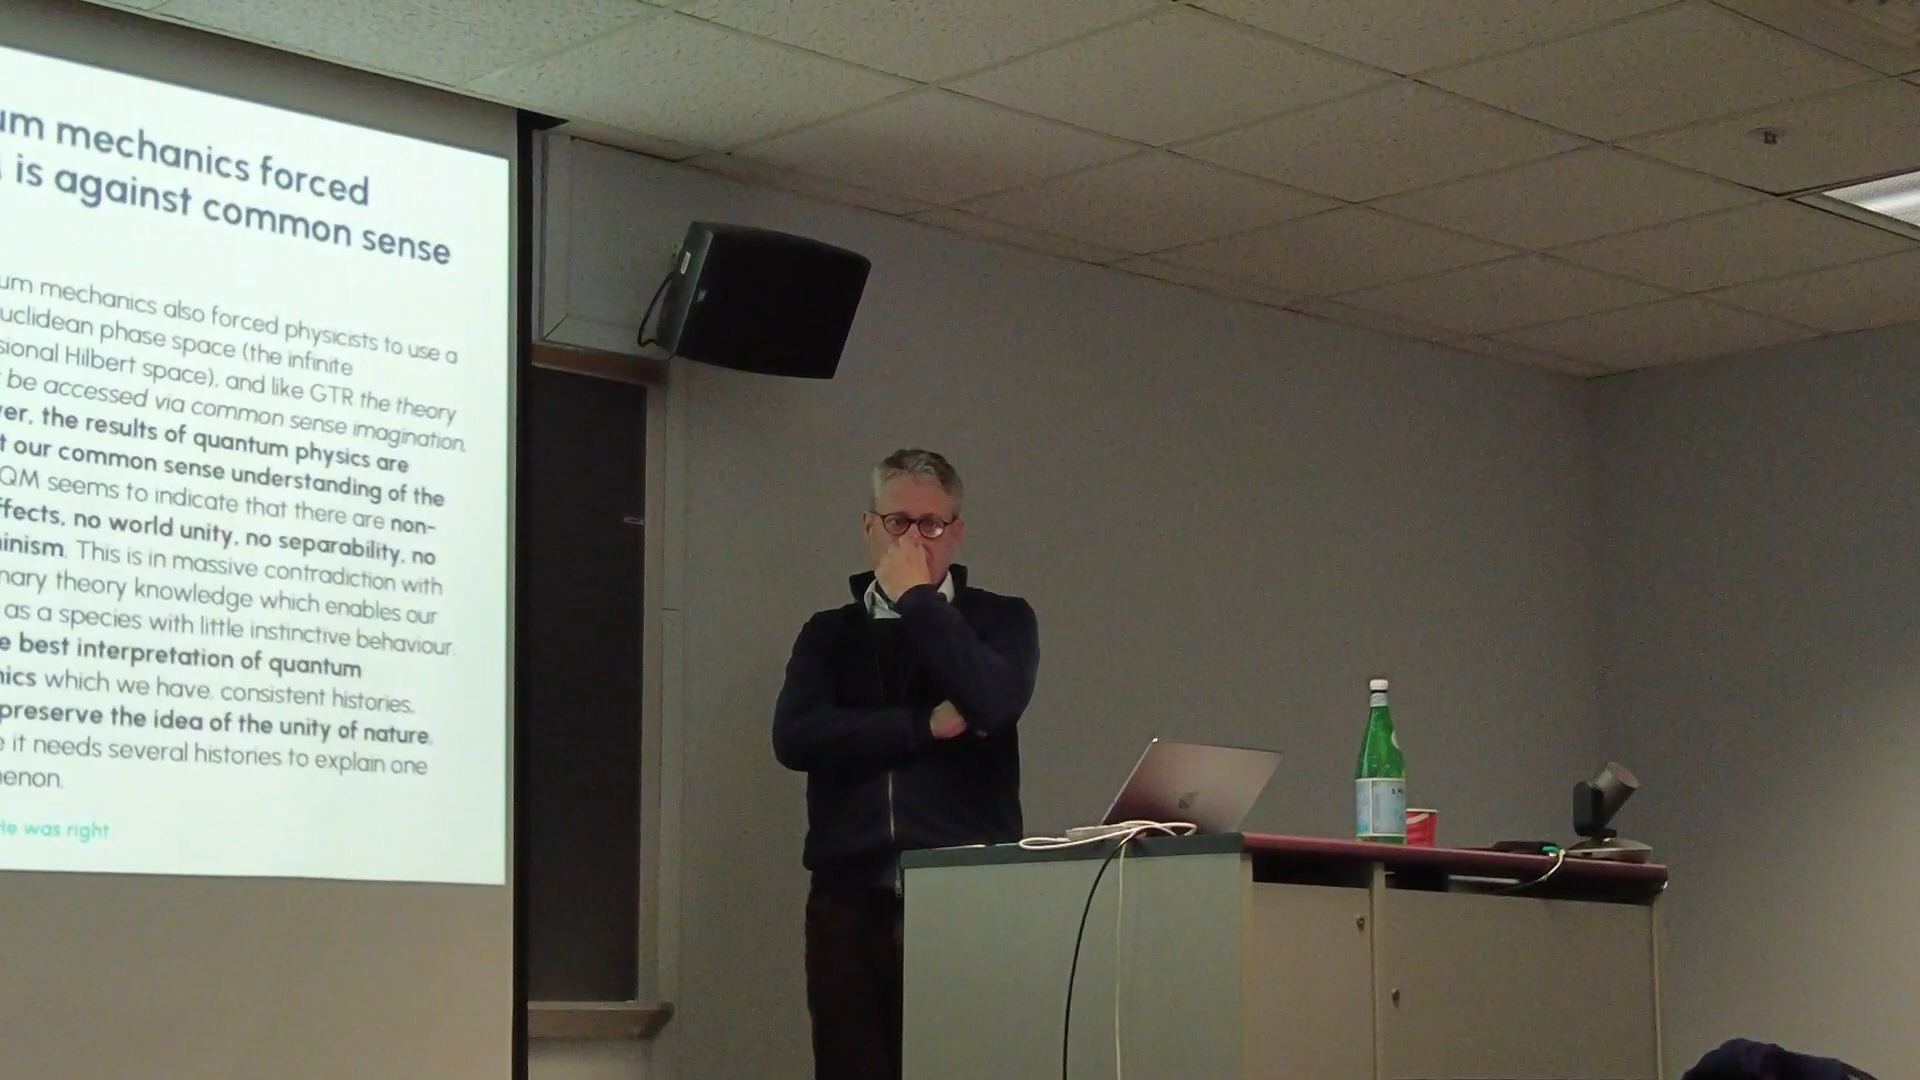 um mechanics forced
is against common sense
um mechanics also forced physicists to use a
uclidean phase space (the infinite
sional Hilbert space), and like GTR the theory
be accessed via common sense imagination.
ver, the results of quantum physics are
t our common sense understanding of the
QM seems to indicate that there are non-
ffects, no world unity, no separability, no
inism. This is in massive contradiction with
nary theory knowledge which enables our
as a species with little instinctive behaviour.
e best interpretation of quantum
nics which we have, consistent histories,
preserve the idea of the unity of nature,
e it needs several histories to explain one
enon.
He was right